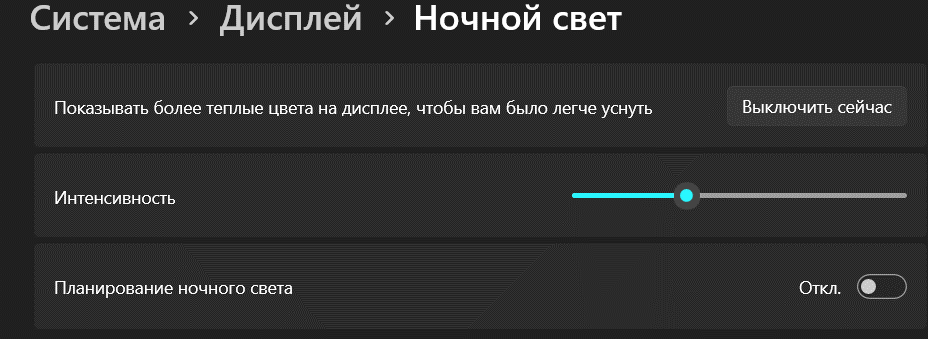 Система > Дисплей > Ночной свет
Показывать более теплые цвета на дисплее, чтобы вам было легче уснуть
Выключить сейчас
Интенсивность
Планирование ночного света
Откл.